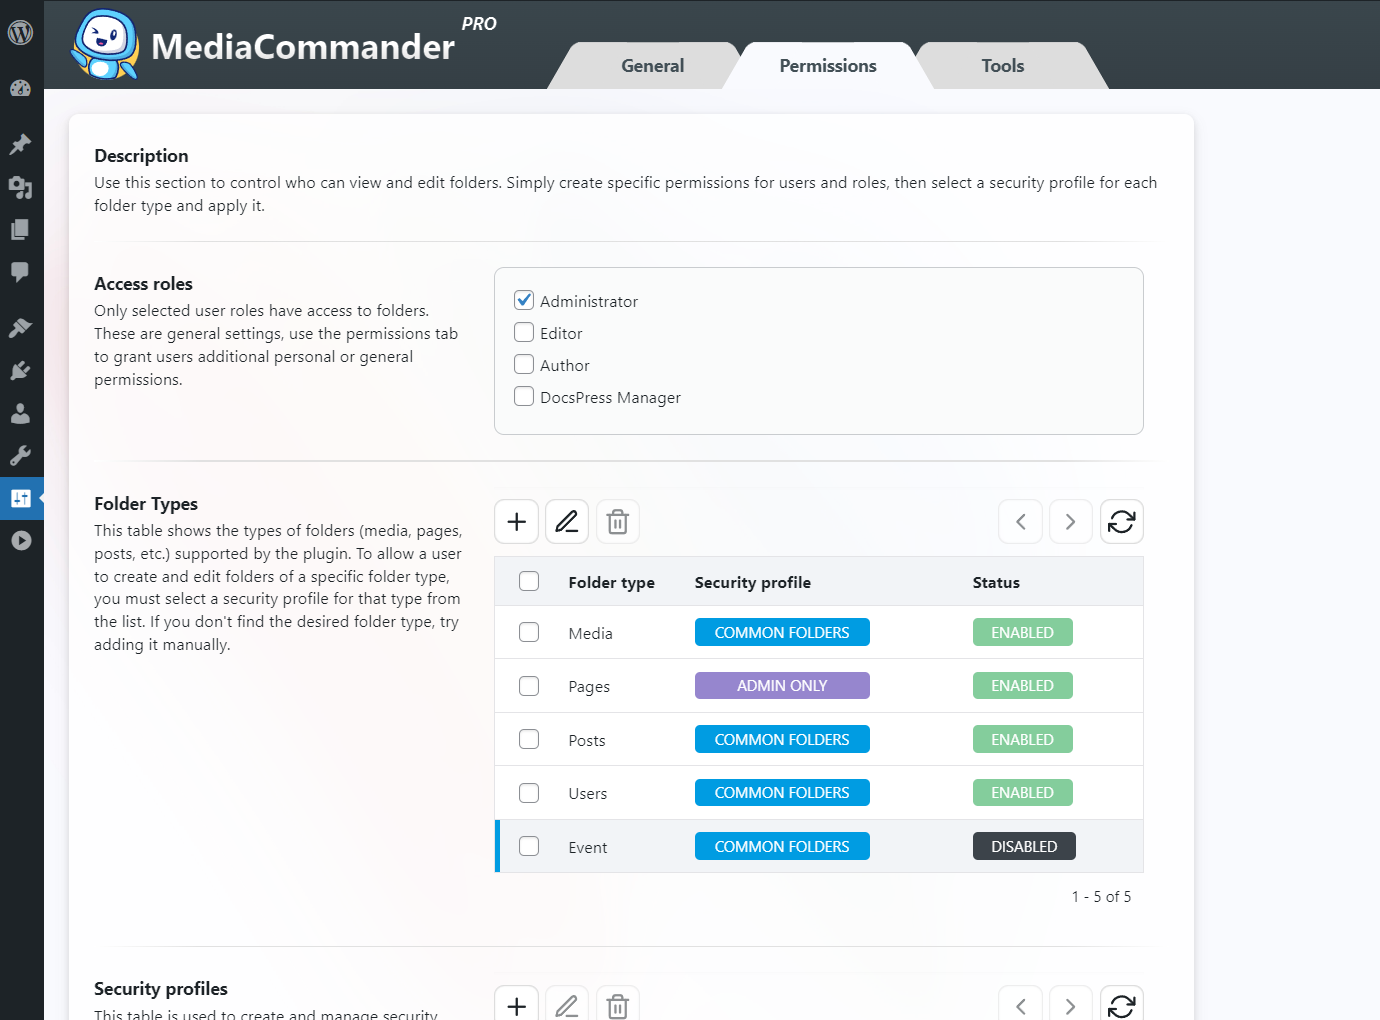 MediaCommander PRO
General
Permissions
Tools
Description
Use this section to control who can view and edit folders. Simply create specific permissions for users and roles, then select a security profile for each
folder type and apply it.
Access roles
Only selected user roles have access to folders.
These are general settings, use the permissions tab
to grant users additional personal or general
permissions.
Administrator
Editor
Author
DocsPress Manager
Folder Types
This table shows the types of folders (media, pages,
posts, etc.) supported by the plugin. To allow a user
to create and edit folders of a specific folder type,
you must select a security profile for that type from
the list. If you don't find the desired folder type, try
adding it manually.
Folder type Security profile Status
Media COMMON FOLDERS ENABLED
Pages ADMIN ONLY ENABLED
Posts COMMON FOLDERS ENABLED
Users COMMON FOLDERS ENABLED
Event COMMON FOLDERS DISABLED
1 - 5 of 5
Security profiles
This table is used to create and manage security